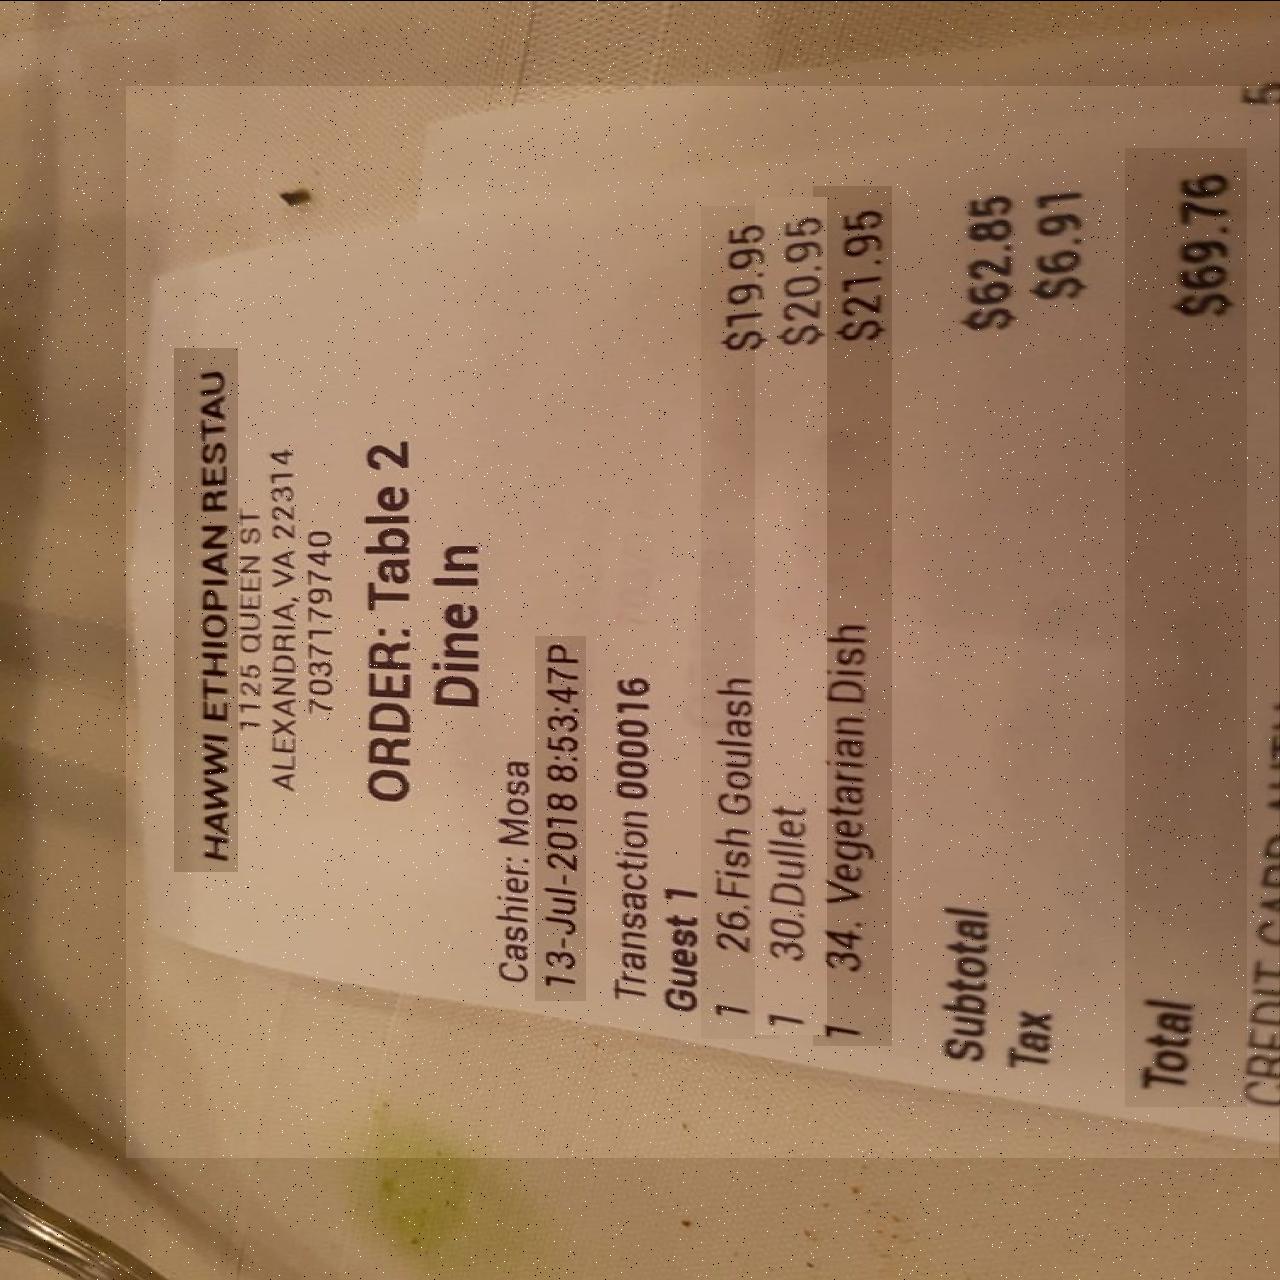 HAWWI ETHIOPIAN RESTAU
1125 QUEEN ST
ALEXANDRIA, VA 22314
7037179740
ORDER: Table 2
Dine In
Cashier: Mosa
13-Jul-2018 8:53:47P
Transaction 000016
Guest 1
1 26.Fish Goulash $19.95
1 30.Dullet $20.95
1 34. Vegetarian Dish $21.95
Subtotal $62.85
Tax $6.91
Total $69.76
CREDIT CARD